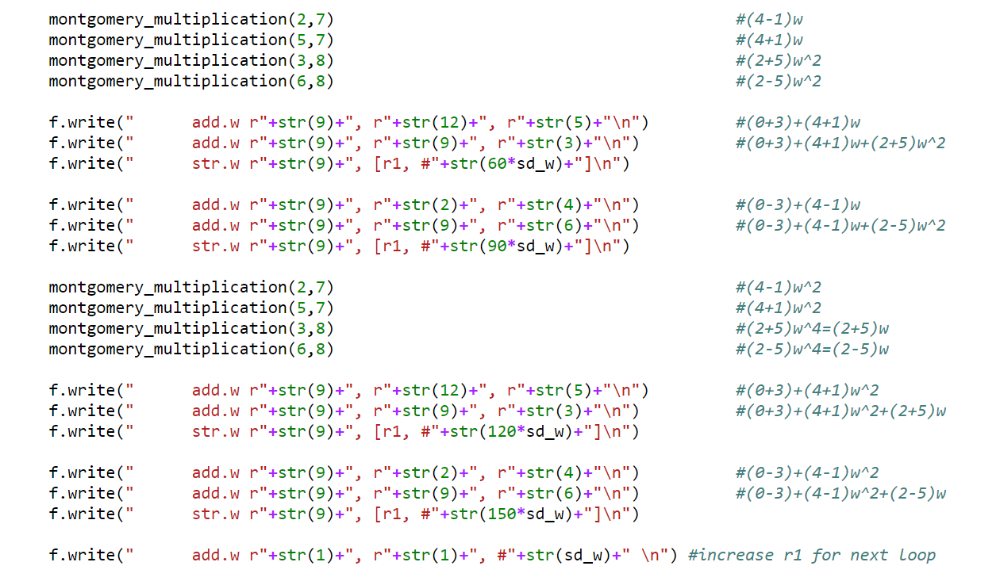 montgomery_multiplication(2,7) #(4-1)w
montgomery_multiplication(5,7) #(4+1)w
montgomery_multiplication(3,8) #(2+5)w^2
montgomery_multiplication(6,8) #(2-5)w^2
f.write(" add.w r"+str(9)+", r"+str(12)+", r"+str(5)+"\n") #(0+3)+(4+1)w
f.write(" add.w r"+str(9)+", r"+str(9)+", r"+str(3)+"\n") #(0+3)+(4+1)w+(2+5)w^2
f.write(" str.w r"+str(9)+", [r1, #"+str(60*sd_w)+"]\n")
f.write(" add.w r"+str(9)+", r"+str(2)+", r"+str(4)+"\n") #(0-3)+(4-1)w
f.write(" add.w r"+str(9)+", r"+str(9)+", r"+str(6)+"\n") #(0-3)+(4-1)w+(2-5)w^2
f.write(" str.w r"+str(9)+", [r1, #"+str(90*sd_w)+"]\n")
montgomery_multiplication(2,7) #(4-1)w^2
montgomery_multiplication(5,7) #(4+1)w^2
montgomery_multiplication(3,8) #(2+5)w^4=(2+5)w
montgomery_multiplication(6,8) #(2-5)w^4=(2-5)w
f.write(" add.w r"+str(9)+", r"+str(12)+", r"+str(5)+"\n") #(0+3)+(4+1)w^2
f.write(" add.w r"+str(9)+", r"+str(9)+", r"+str(3)+"\n") #(0+3)+(4+1)w^2+(2+5)w
f.write(" str.w r"+str(9)+", [r1, #"+str(120*sd_w)+"]\n")
f.write(" add.w r"+str(9)+", r"+str(2)+", r"+str(4)+"\n") #(0-3)+(4-1)w^2
f.write(" add.w r"+str(9)+", r"+str(9)+", r"+str(6)+"\n") #(0-3)+(4-1)w^2+(2-5)w
f.write(" str.w r"+str(9)+", [r1, #"+str(150*sd_w)+"]\n")
f.write(" add.w r"+str(1)+", r"+str(1)+", #"+str(sd_w)+" \n") #increase r1 for next loop